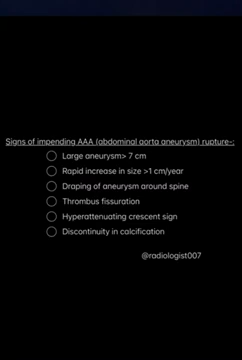 Signs of impending AAA (abdominal aorta aneurysm) rupture-:
Large aneurysm> 7 cm
Rapid increase in size >1 cm/year
Draping of aneurysm around spine
Thrombus fissuration
Hyperattenuating crescent sign
Discontinuity in calcification
@radiologist007